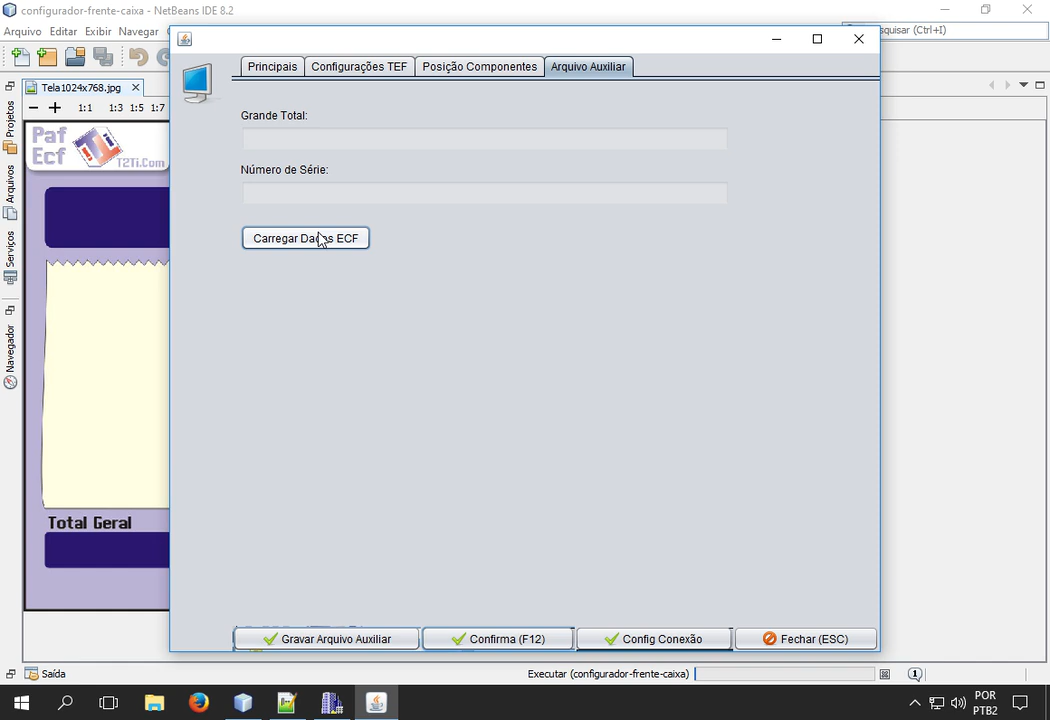 configurador-frente-caixa - NetBeans IDE 8.2
Arquivo Editar Exibir Navegar
squisar (Ctrl+I)
Tela1024x768.jpg
1:1 1:3 1:5 1:7
Projetos
Arquivos
Serviços
Navegador
Paf
Ecf
T2Ti.Com
Total Geral
Principais Configurações TEF Posição Componentes Arquivo Auxiliar
Grande Total:
Número de Série:
Carregar Dados ECF
Gravar Arquivo Auxiliar Confirma (F12) Config Conexão Fechar (ESC)
Saída
Executar (configurador-frente-caixa)
1
POR
PTB2